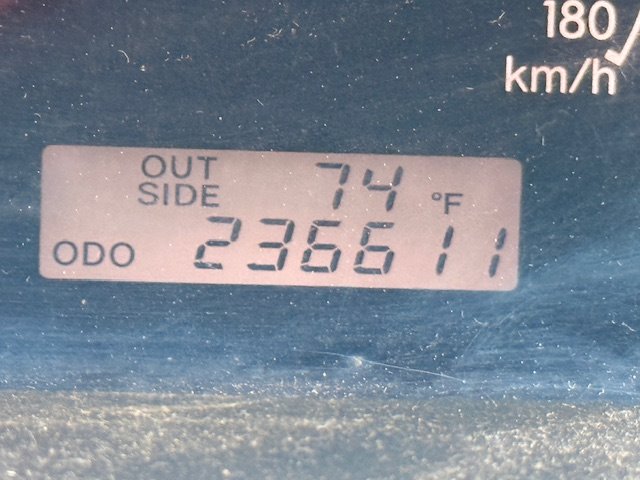 180
km/h
OUT
SIDE 74 °F
ODO 236611